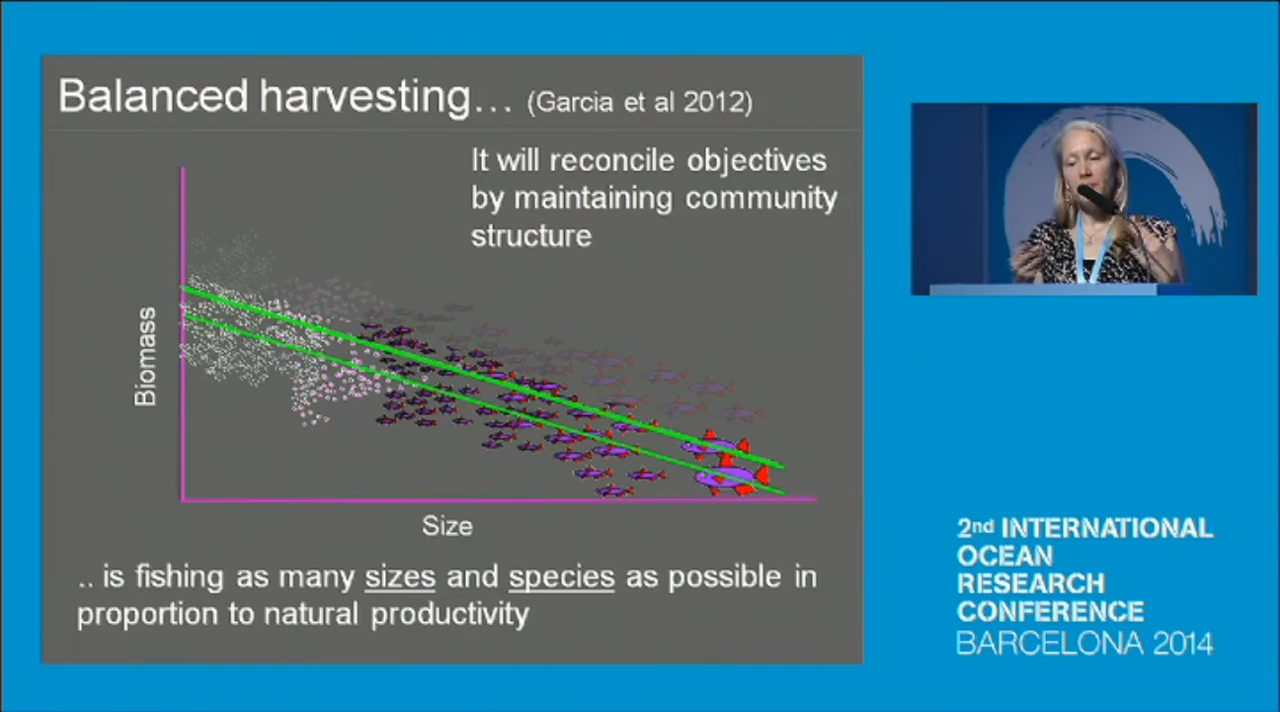 Balanced harvesting… (Garcia et al 2012)
It will reconcile objectives
by maintaining community
structure
Biomass
Size
.. is fishing as many sizes and species as possible in
proportion to natural productivity
2nd INTERNATIONAL
OCEAN
RESEARCH
CONFERENCE
BARCELONA 2014